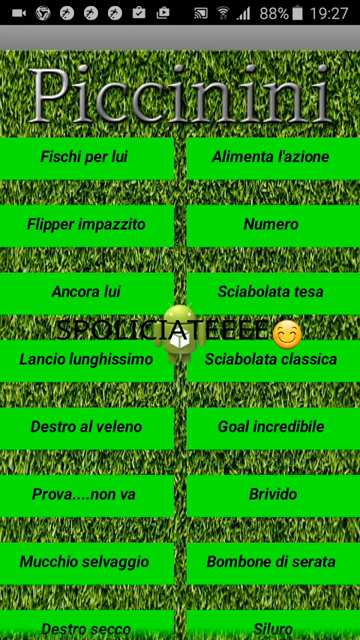 88% 19:27
Piccinini
Fischi per lui
Alimenta l'azione
Flipper impazzito
Numero
Ancora lui
Sciabolata tesa
SPOLICIATEEEE😊
Lancio lunghissimo
Sciabolata classica
Destro al veleno
Goal incredibile
Prova....non va
Brivido
Mucchio selvaggio
Bombone di serata
Destro secco
Siluro